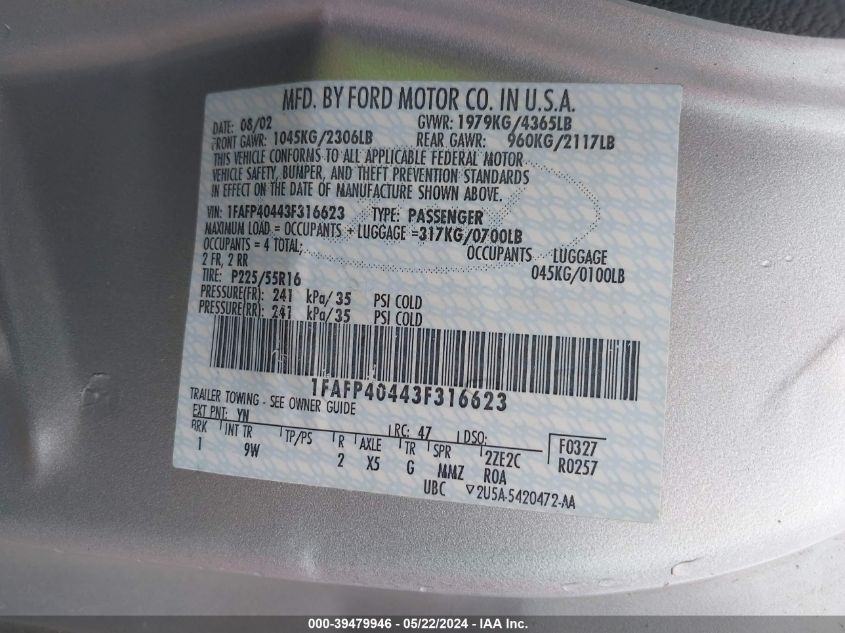 MFD. BY FORD MOTOR CO. IN U.S.A.
DATE: 08/02 GVWR: 1979KG/4365LB
FRONT GAWR: 1045KG/2306LB REAR GAWR: 960KG/2117LB
THIS VEHICLE CONFORMS TO ALL APPLICABLE FEDERAL MOTOR
VEHICLE SAFETY, BUMPER, AND THEFT PREVENTION STANDARDS
IN EFFECT ON THE DATE OF MANUFACTURE SHOWN ABOVE.
VIN: 1FAFP40443F316623 TYPE: PASSENGER
MAXIMUM LOAD = OCCUPANTS + LUGGAGE =317KG/0700LB
OCCUPANTS = 4 TOTAL; OCCUPANTS LUGGAGE
2 FR, 2 RR 045KG/0100LB
TIRE: P225/55R16
PRESSURE(FR): 241 kPa/ 35 PSI COLD
PRESSURE(RR): 241 kPa/ 35 PSI COLD
1FAFP40443F316623
TRAILER TOWING - SEE OWNER GUIDE
EXT PNT: YN RC: 47 DSO: F0327
BRK INT TR TP/PS R AXLE TR SPR 2ZE2C R0257
1 9W 2 X5 G MMZ ROA
UBC ▽2U5A-5420472-AA
000-39479946 - 05/22/2024 - IAA Inc.